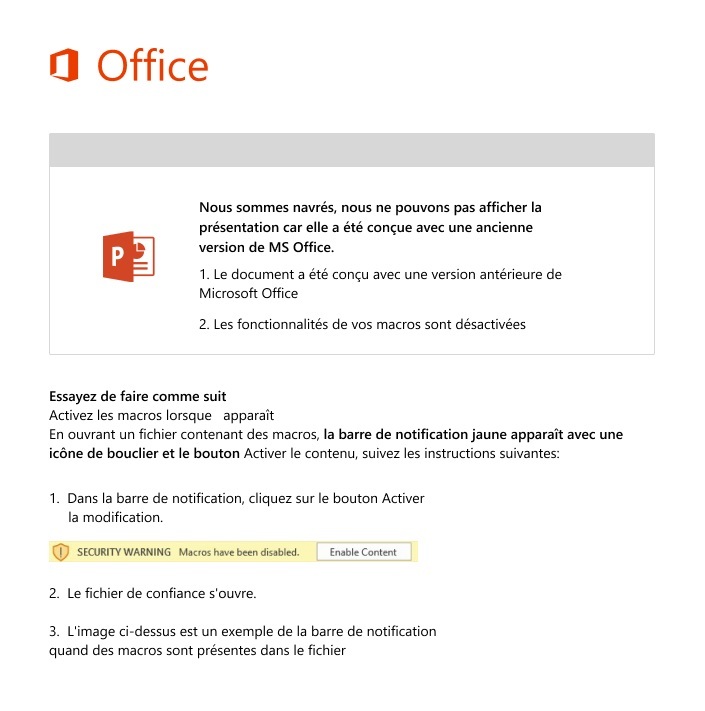 Office
Nous sommes navrés, nous ne pouvons pas afficher la
présentation car elle a été conçue avec une ancienne
version de MS Office.
P
1. Le document a été conçu avec une version antérieure de
Microsoft Office
2. Les fonctionnalités de vos macros sont désactivées
Essayez de faire comme suit
Activez les macros lorsque apparaît
En ouvrant un fichier contenant des macros, la barre de notification jaune apparaît avec une
icône de bouclier et le bouton Activer le contenu, suivez les instructions suivantes:
1. Dans la barre de notification, cliquez sur le bouton Activer
la modification.
SECURITY WARNING Macros have been disabled. Enable Content
2. Le fichier de confiance s'ouvre.
3. L'image ci-dessus est un exemple de la barre de notification
quand des macros sont présentes dans le fichier